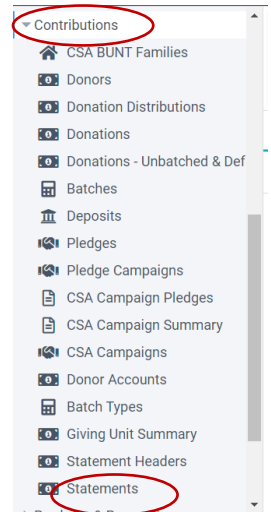 Contributions
CSA BUNT Families
Donors
Donation Distributions
Donations
Donations - Unbatched & Def
Batches
Deposits
Pledges
Pledge Campaigns
CSA Campaign Pledges
CSA Campaign Summary
CSA Campaigns
Donor Accounts
Batch Types
Giving Unit Summary
Statement Headers
Statements